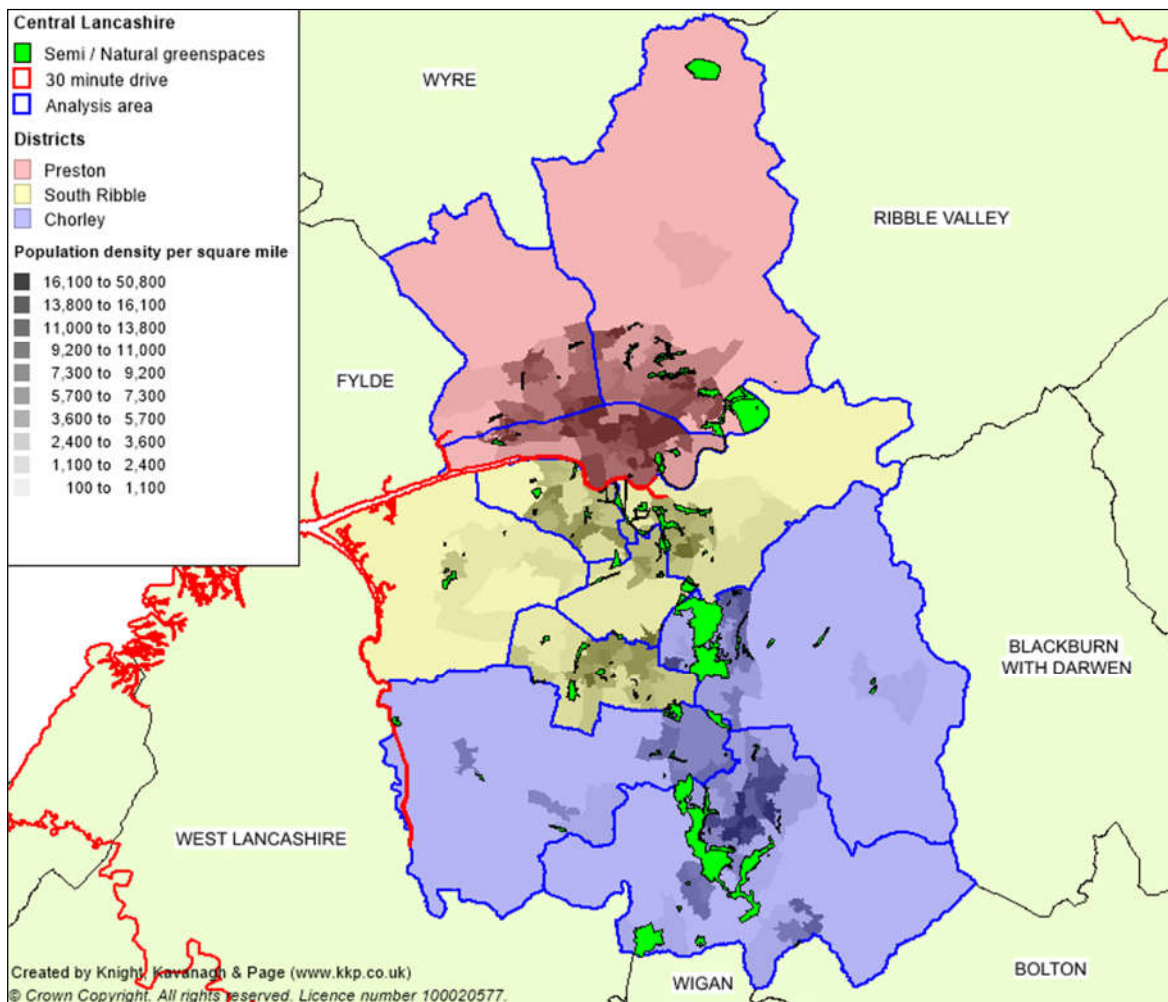 Central Lancashire
Semi / Natural greenspaces
30 minute drive
Analysis area
Districts
Preston
South Ribble
Chorley
Population density per square mile
16,100 to 50,800
13,800 to 16,100
11,000 to 13,800
9,200 to 11,000
7,300 to 9,200
5,700 to 7,300
3,600 to 5,700
2,400 to 3,600
1,100 to 2,400
100 to 1,100
WYRE
RIBBLE VALLEY
FYLDE
BLACKBURN
WITH DARWEN
WEST LANCASHIRE
WIGAN
BOLTON
Created by Knight, Kavanagh & Page (www.kkp.co.uk)
© Crown Copyright. All rights reserved. Licence number 100020577.